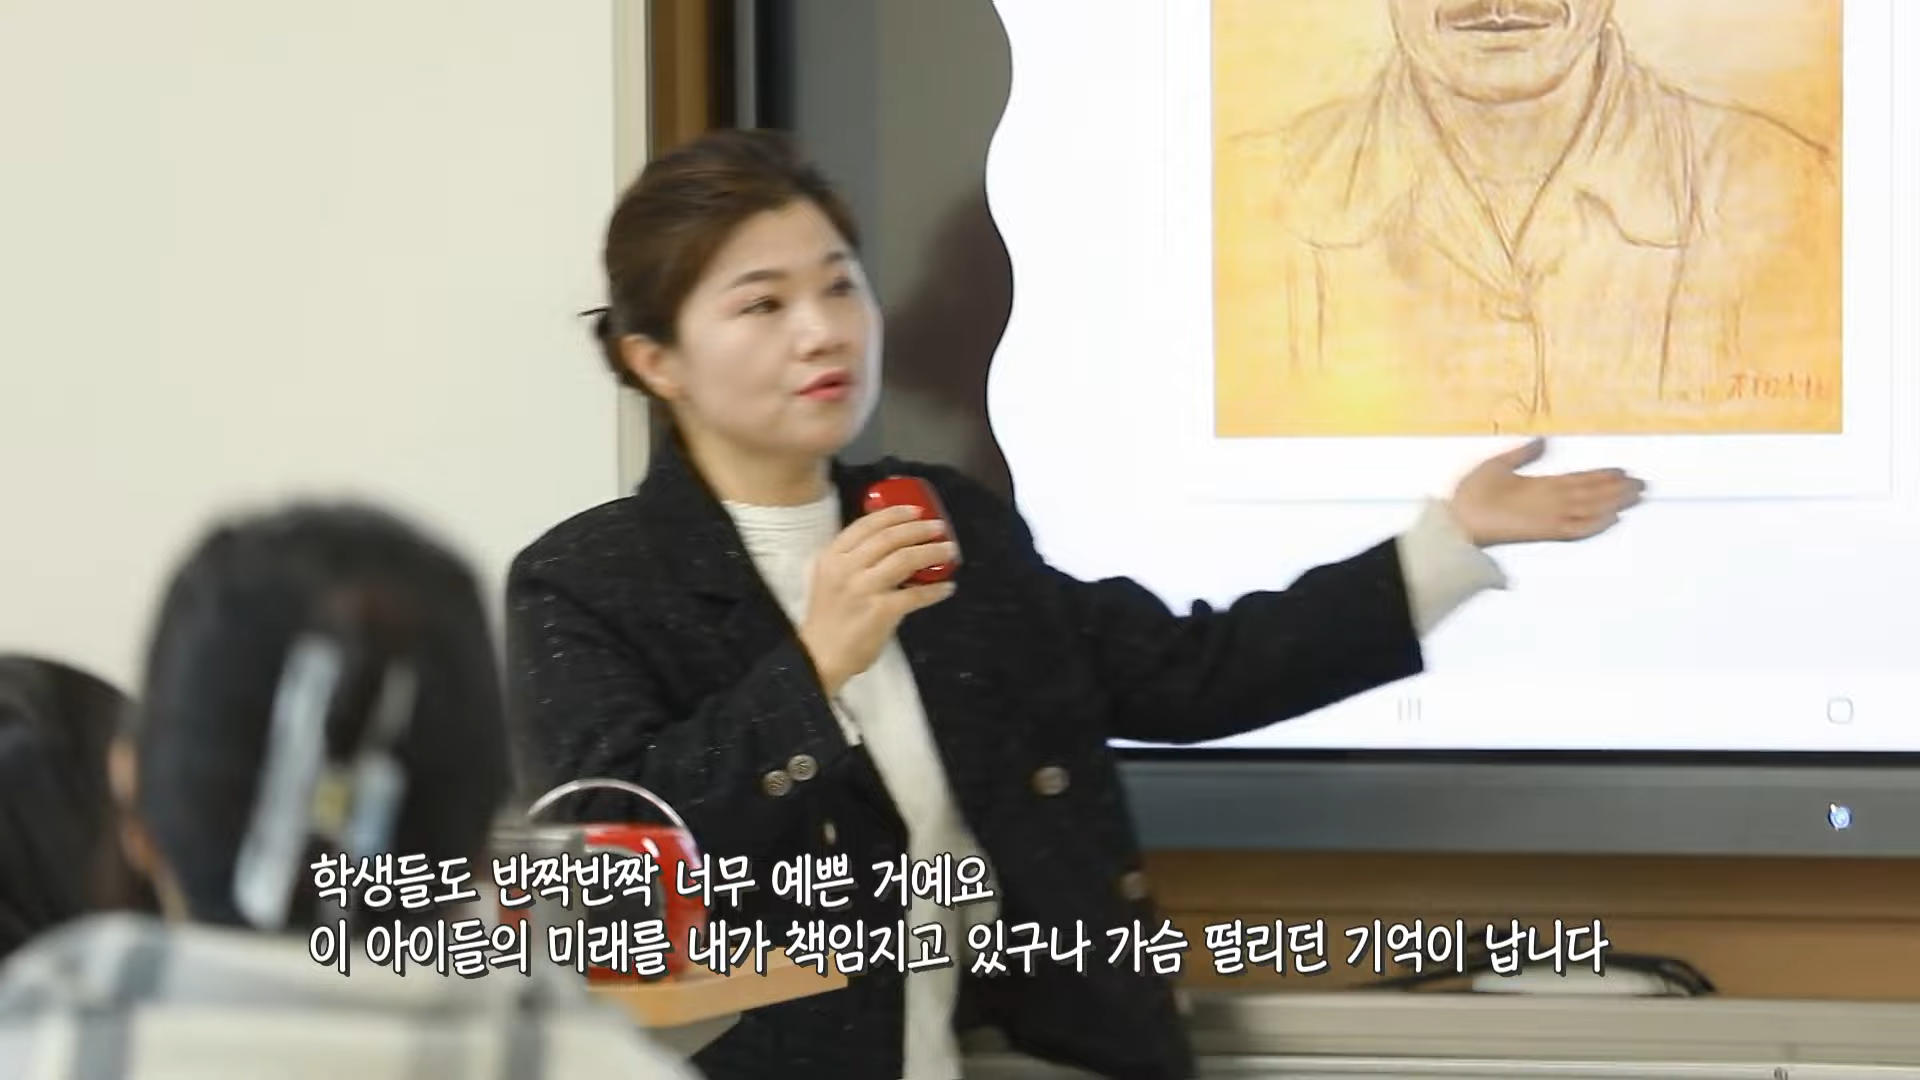 학생들도 반짝반짝 너무 예쁜 거예요
이 아이들의 미래를 내가 책임지고 있구나 가슴 떨리던 기억이 납니다